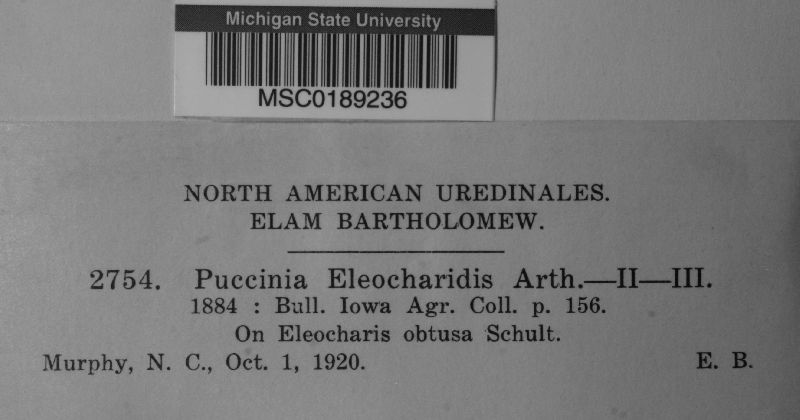 Michigan State University
MSC0189236
NORTH AMERICAN UREDINALES.
ELAM BARTHOLOMEW.
2754. Puccinia Eleocharidis Arth.—II—III.
1884 : Bull. Iowa Agr. Coll. p. 156.
On Eleocharis obtusa Schult.
Murphy, N. C., Oct. 1, 1920. E. B.